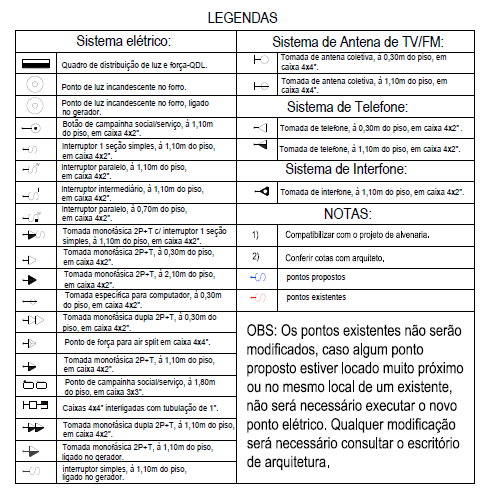 LEGENDAS
Sistema elétrico:
Quadro de distribuição de luz e força-QDL.
Ponto de luz incandescente no forro.
Ponto de luz incandescente no forro, ligado
no gerador.
Botão de campainha social/serviço, à 1,10m
do piso, em caixa 4x2".
Interruptor 1 seção simples, à 1,10m do piso,
em caixa 4x2".
Interruptor paralelo, à 1,10m do piso,
em caixa 4x2".
Interruptor intermediário, à 1,10m do piso,
em caixa 4x2".
Interruptor paralelo, à 0,70m do piso,
em caixa 4x2".
Tomada monofásica 2P+T c/ interruptor 1 seção
simples, à 1,10m do piso, em caixa 4x2".
Tomada monofásica 2P+T, à 0,30m do piso,
em caixa 4x2".
Tomada monofásica 2P+T, à 2,10m do piso,
em caixa 4x2".
Tomada especifica para computador, à 0,30m
do piso, em caixa 4x2".
Tomada monofásica dupla 2P+T, à 0,30m do
piso, em caixa 4x2".
Ponto de força para air split em caixa 4x4".
Tomada monofásica 2P+T, à 1,10m do piso,
em caixa 4x2".
Ponto de campainha social/serviço, à 1,80m
do piso, em caixa 3x3".
Caixas 4x4" interligadas com tubulação de 1".
Tomada monofásica dupla 2P+T, à 1,10m do piso,
em caixa 4x2".
Tomada monofásica 2P+T, à 1,10m do piso,
ligado no gerador.
interruptor simples, à 1,10m do piso,
ligado no gerador.
Sistema de Antena de TV/FM:
Tomada de antena coletiva, à 0,30m do piso, em
caixa 4x4".
Tomada de antena coletiva, à 1,10m do piso, em
caixa 4x4".
Sistema de Telefone:
Tomada de telefone, à 0,30m do piso, em caixa 4x2" .
Tomada de telefone, à 1,10m do piso, em caixa 4x2".
Sistema de Interfone:
Tomada de interfone, à 1,10m do piso, em caixa 4x2".
NOTAS:
1) Compatibilizar com o projeto de alvenaria.
2) Conferir cotas com arquiteto.
pontos propostos
pontos existentes
OBS: Os pontos existentes não serão
modificados, caso algum ponto
proposto estiver locado muito próximo
ou no mesmo local de um existente,
não será necessário executar o novo
ponto elétrico. Qualquer modificação
será necessário consultar o escritório
de arquitetura.